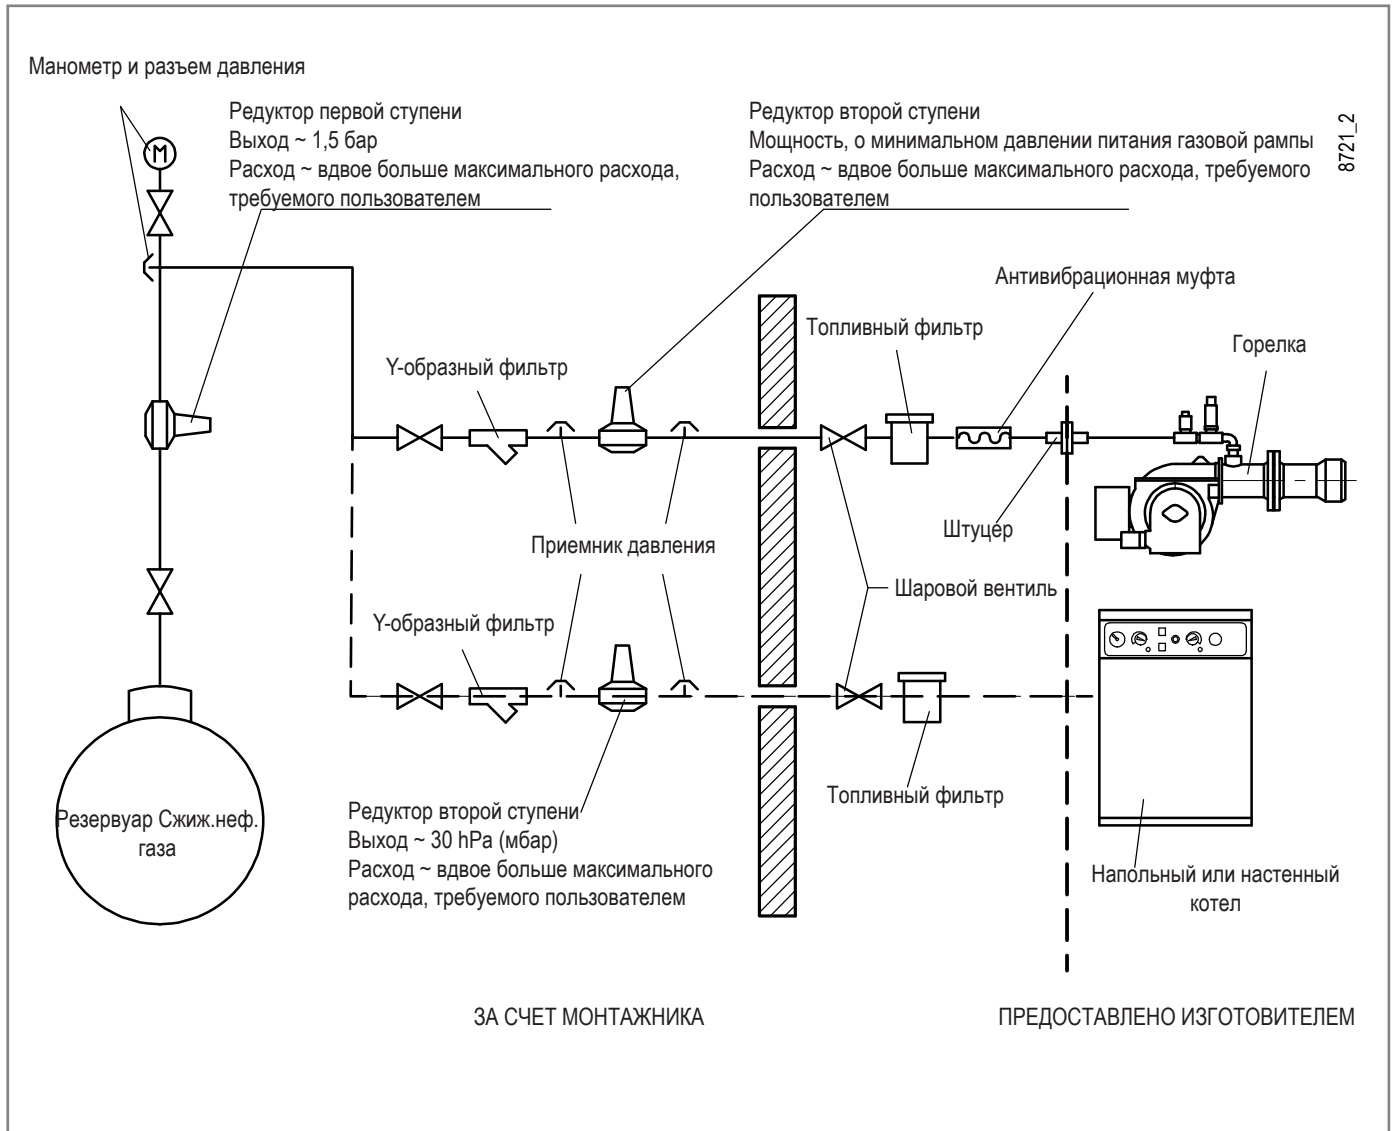 Манометр и разъем давления
Редуктор первой ступени
Выход ~ 1,5 бар
Расход ~ вдвое больше максимального расхода,
требуемого пользователем
Редуктор второй ступени
Мощность, о минимальном давлении питания газовой рампы
Расход ~ вдвое больше максимального расхода, требуемого
пользователем
8721_2
M
Антивибрационная муфта
Топливный фильтр
Горелка
Y-образный фильтр
Штуцер
Приемник давления
Шаровой вентиль
Y-образный фильтр
Резервуар Сжиж.неф.
газа
Редуктор второй ступени
Выход ~ 30 hPa (мбар)
Расход ~ вдвое больше максимального
расхода, требуемого пользователем
Топливный фильтр
Напольный или настенный
котел
ЗА СЧЕТ МОНТАЖНИКА
ПРЕДОСТАВЛЕНО ИЗГОТОВИТЕЛЕМ